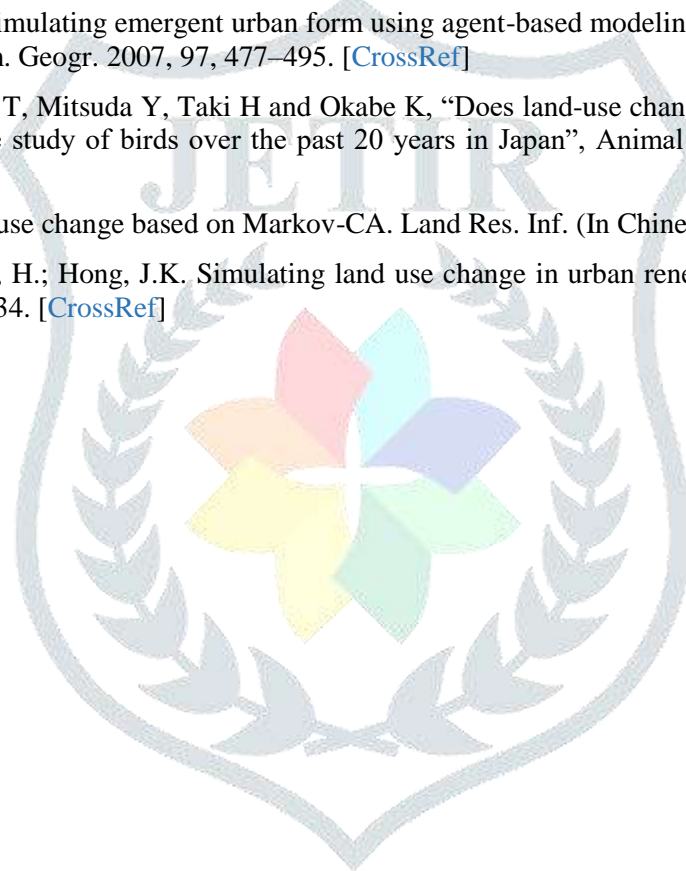 imulating emergent urban form using agent-based modelin
n. Geogr. 2007, 97, 477–495. [CrossRef]
T, Mitsuda Y, Taki H and Okabe K, “Does land-use chan
e study of birds over the past 20 years in Japan”, Animal
use change based on Markov-CA. Land Res. Inf. (In Chine
, H.; Hong, J.K. Simulating land use change in urban rene
34. [CrossRef]
JETIR